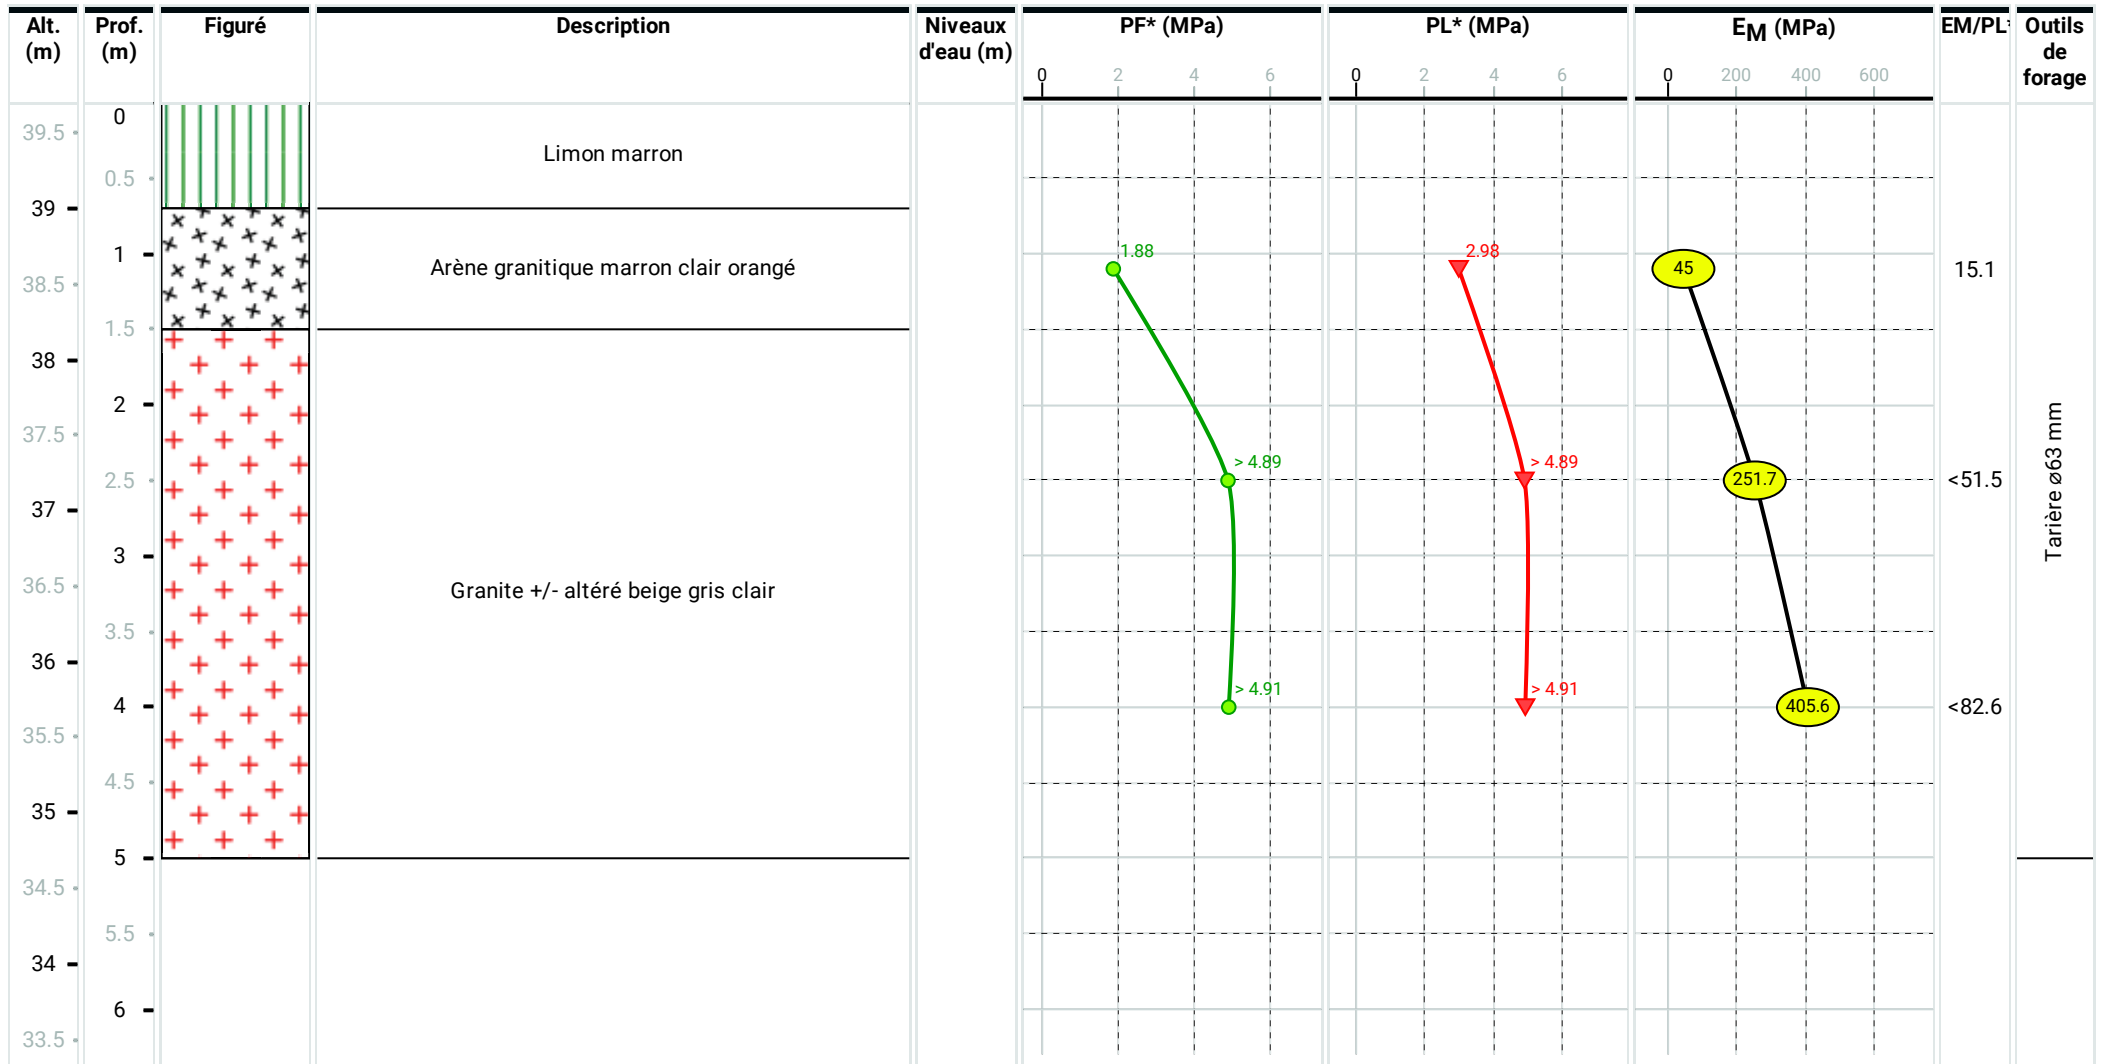 Alt.
(m)
Prof.
(m)
Figuré
Description
Niveaux
d'eau (m)
PF* (MPa)
PL* (MPa)
EM (MPa)
EM/PL*
Outils
de
forage
0 2 4 6
0 2 4 6
0 200 400 600
39.5
39
38.5
38
37.5
37
36.5
36
35.5
35
34.5
34
33.5
0
0.5
1
1.5
2
2.5
3
3.5
4
4.5
5
5.5
6
Limon marron
Arène granitique marron clair orangé
Granite +/- altéré beige gris clair
1.88
> 4.89
> 4.91
2.98
> 4.89
> 4.91
45
251.7
405.6
15.1
<51.5
<82.6
Tarière ⌀63 mm